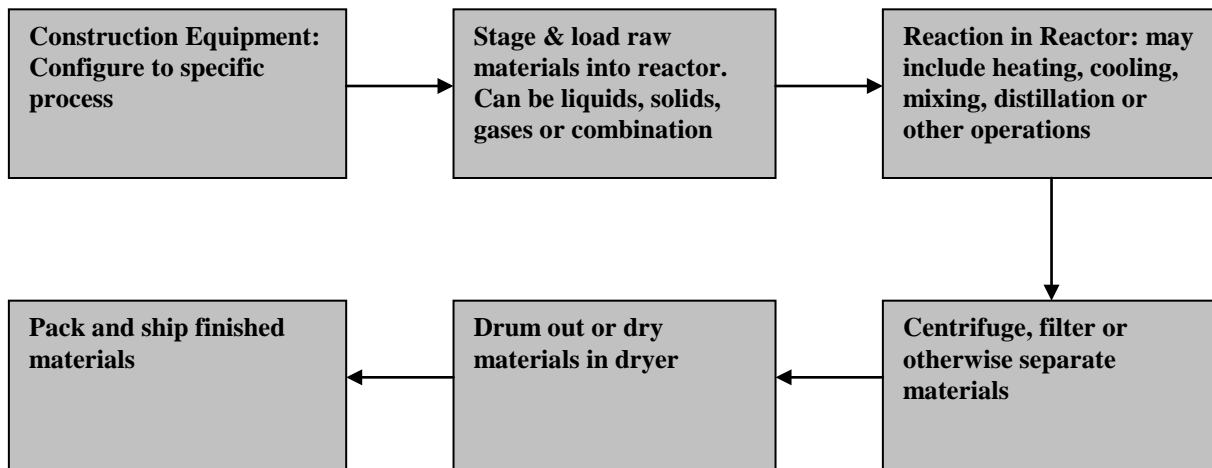 Construction Equipment:
Configure to specific
process
Stage & load raw
materials into reactor.
Can be liquids, solids,
gases or combination
Reaction in Reactor: may
include heating, cooling,
mixing, distillation or
other operations
Centrifuge, filter or
otherwise separate
materials
Drum out or dry
materials in dryer
Pack and ship finished
materials